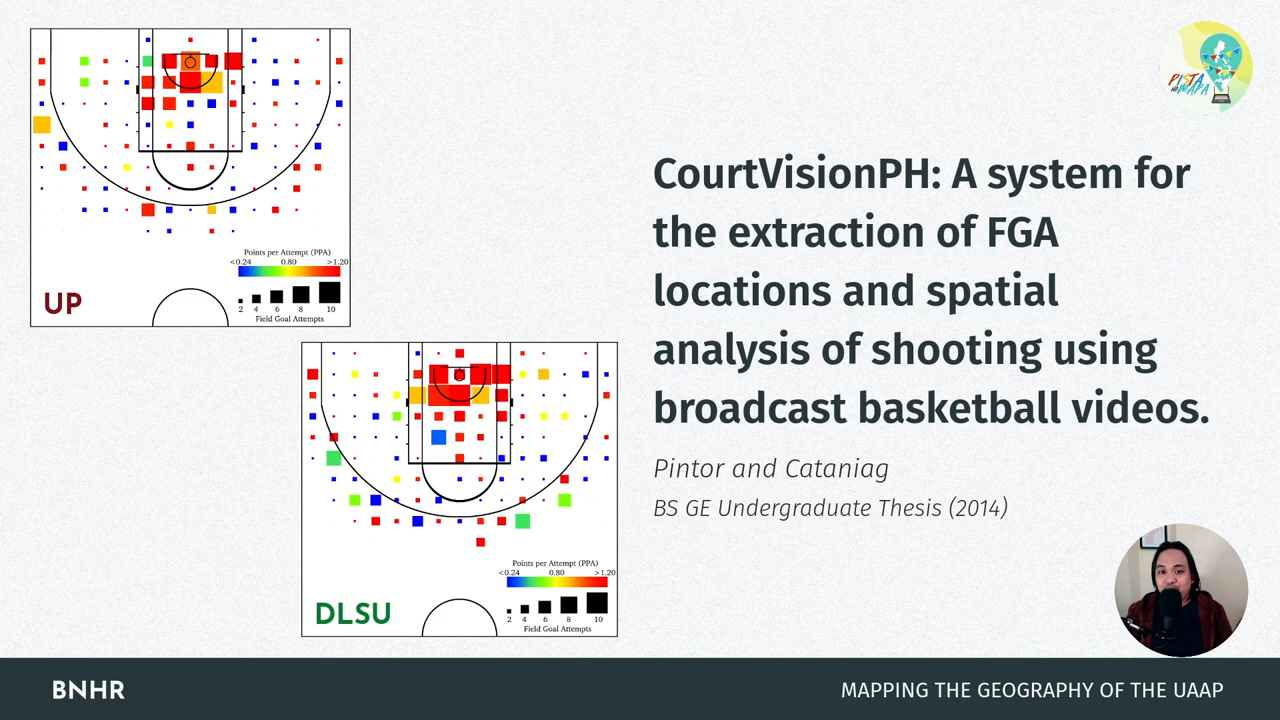 Points per Attempt (PPA)
<0.24 0.80 >1.20
2 4 6 8 10
Field Goal Attempts
UP
Points per Attempt (PPA)
<0.24 0.80 >1.20
2 4 6 8 10
Field Goal Attempts
DLSU
PISTA
NG MAPA
CourtVisionPH: A system for
the extraction of FGA
locations and spatial
analysis of shooting using
broadcast basketball videos.
Pintor and Cataniag
BS GE Undergraduate Thesis (2014)
BNHR
MAPPING THE GEOGRAPHY OF THE UAAP